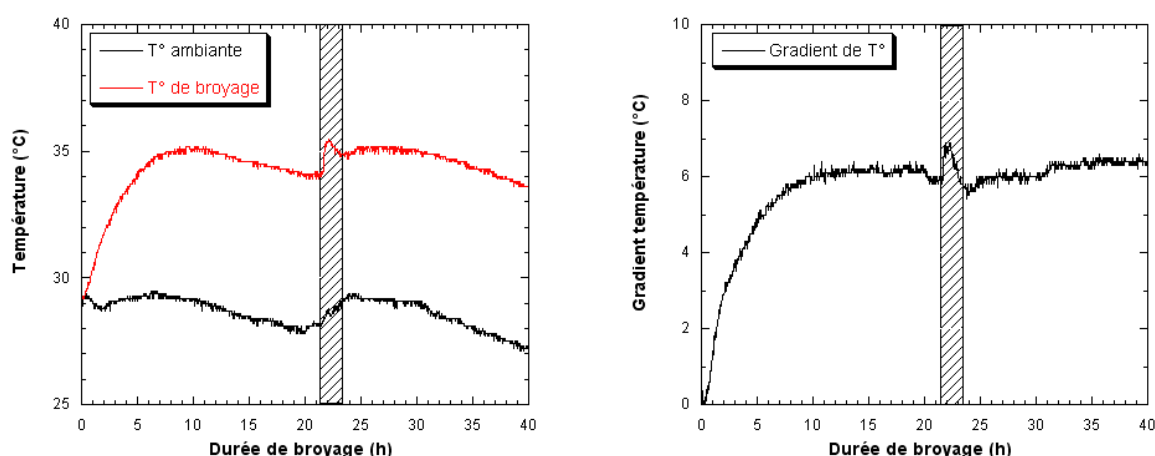 40
35
30
25
Température (°C)
T° ambiante
T° de broyage
0 5 10 15 20 25 30 35 40
Durée de broyage (h)
10
8
6
4
2
0
Gradient température (°C)
Gradient de T°
0 5 10 15 20 25 30 35 40
Durée de broyage (h)